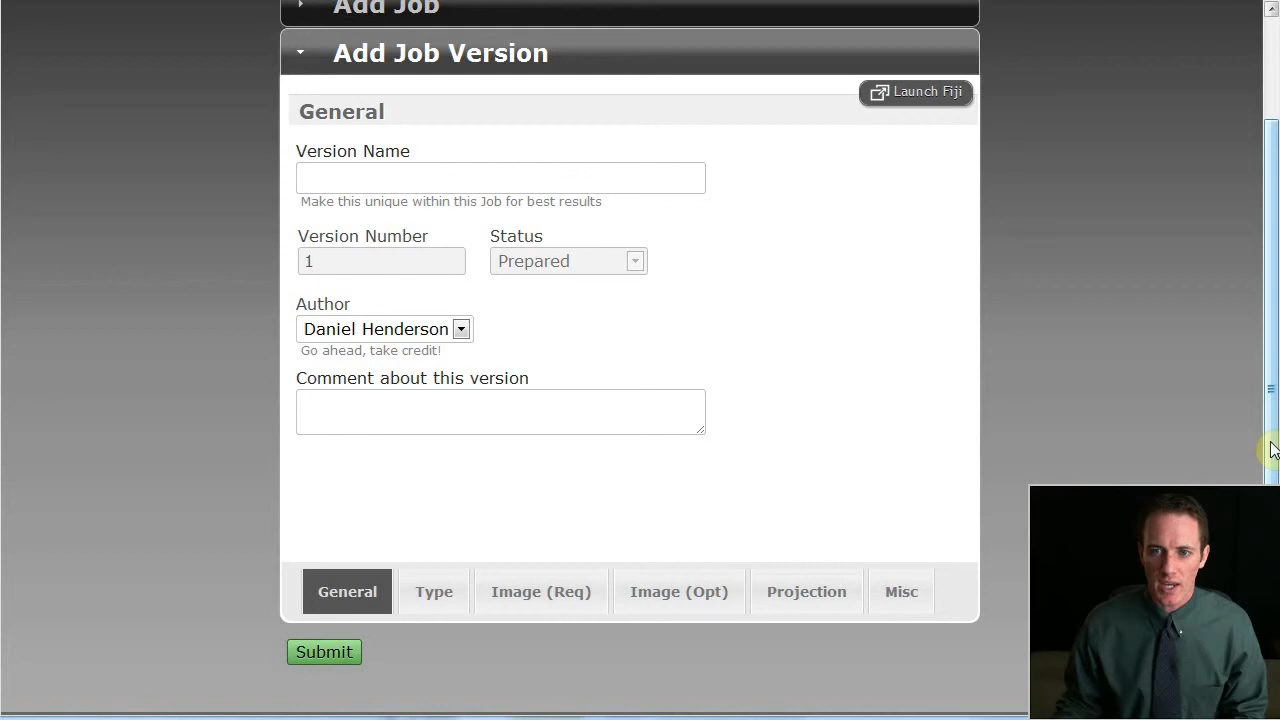 Add Job
Add Job Version
Launch Fiji
General
Version Name
Make this unique within this Job for best results
Version Number Status
1 Prepared
Author
Daniel Henderson
Go ahead, take credit!
Comment about this version
General Type Image (Req) Image (Opt) Projection Misc
Submit